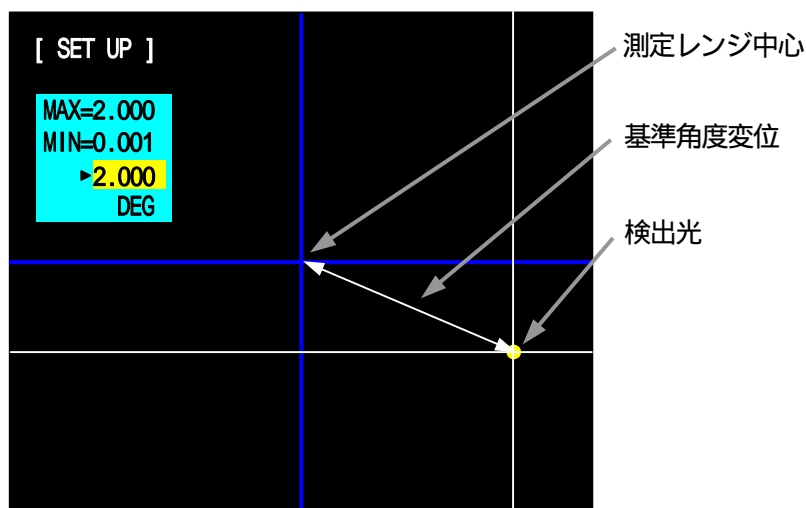 [ SET UP ]
MAX=2.000
MIN=0.001
►2.000
DEG
測定レンジ中心
基準角度変位
検出光